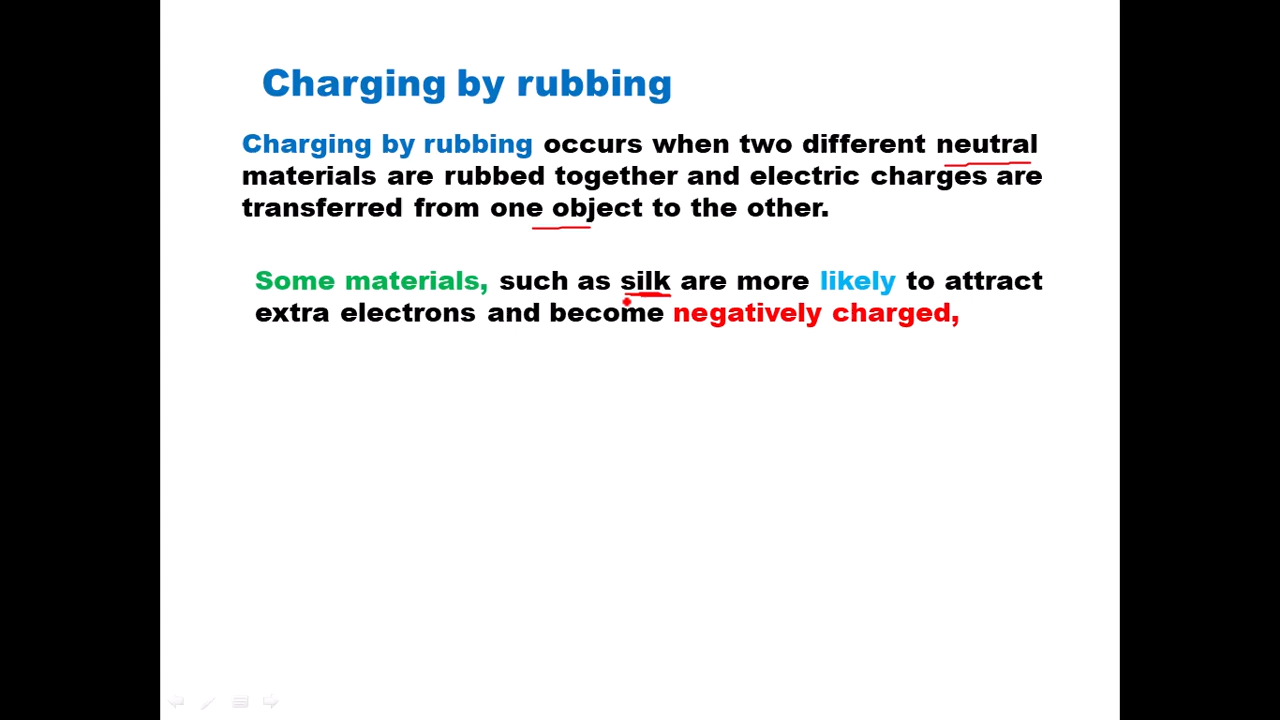 Charging by rubbing
Charging by rubbing occurs when two different neutral
materials are rubbed together and electric charges are
transferred from one object to the other.
Some materials, such as silk are more likely to attract
extra electrons and become negatively charged,